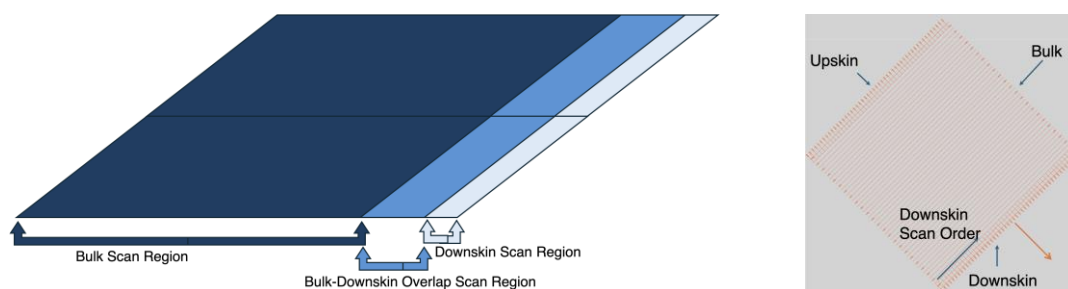 Bulk Scan Region
Downskin Scan Region
Bulk-Downskin Overlap Scan Region
Upskin
Bulk
Downskin
Scan Order
Downskin